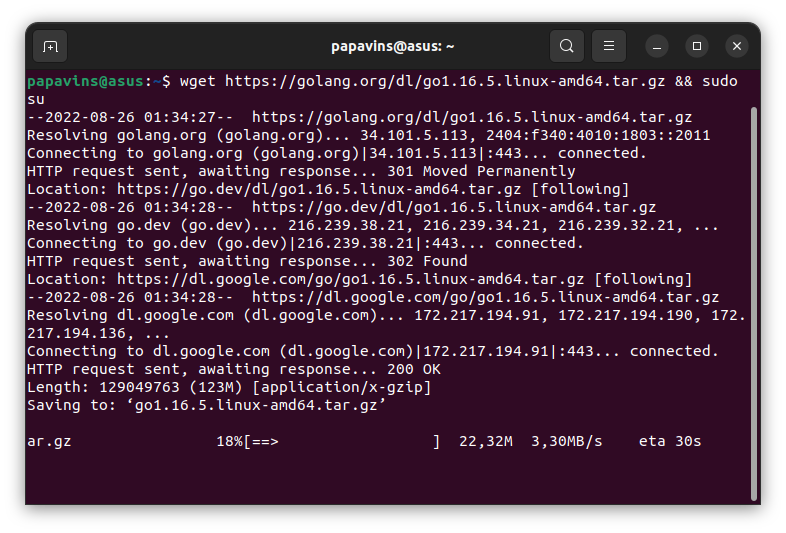 papavins@asus: ~
papavins@asus:~$ wget https://golang.org/dl/go1.16.5.linux-amd64.tar.gz && sudo
su
--2022-08-26 01:34:27--  https://golang.org/dl/go1.16.5.linux-amd64.tar.gz
Resolving golang.org (golang.org)... 34.101.5.113, 2404:f340:4010:1803::2011
Connecting to golang.org (golang.org)|34.101.5.113|:443... connected.
HTTP request sent, awaiting response... 301 Moved Permanently
Location: https://go.dev/dl/go1.16.5.linux-amd64.tar.gz [following]
--2022-08-26 01:34:28--  https://go.dev/dl/go1.16.5.linux-amd64.tar.gz
Resolving go.dev (go.dev)... 216.239.38.21, 216.239.34.21, 216.239.32.21, ...
Connecting to go.dev (go.dev)|216.239.38.21|:443... connected.
HTTP request sent, awaiting response... 302 Found
Location: https://dl.google.com/go/go1.16.5.linux-amd64.tar.gz [following]
--2022-08-26 01:34:28--  https://dl.google.com/go/go1.16.5.linux-amd64.tar.gz
Resolving dl.google.com (dl.google.com)... 172.217.194.91, 172.217.194.190, 172.
217.194.136, ...
Connecting to dl.google.com (dl.google.com)|172.217.194.91|:443... connected.
HTTP request sent, awaiting response... 200 OK
Length: 129049763 (123M) [application/x-gzip]
Saving to: ‘go1.16.5.linux-amd64.tar.gz’
ar.gz                18%[==>                 ]  22,32M  3,30MB/s    eta 30s